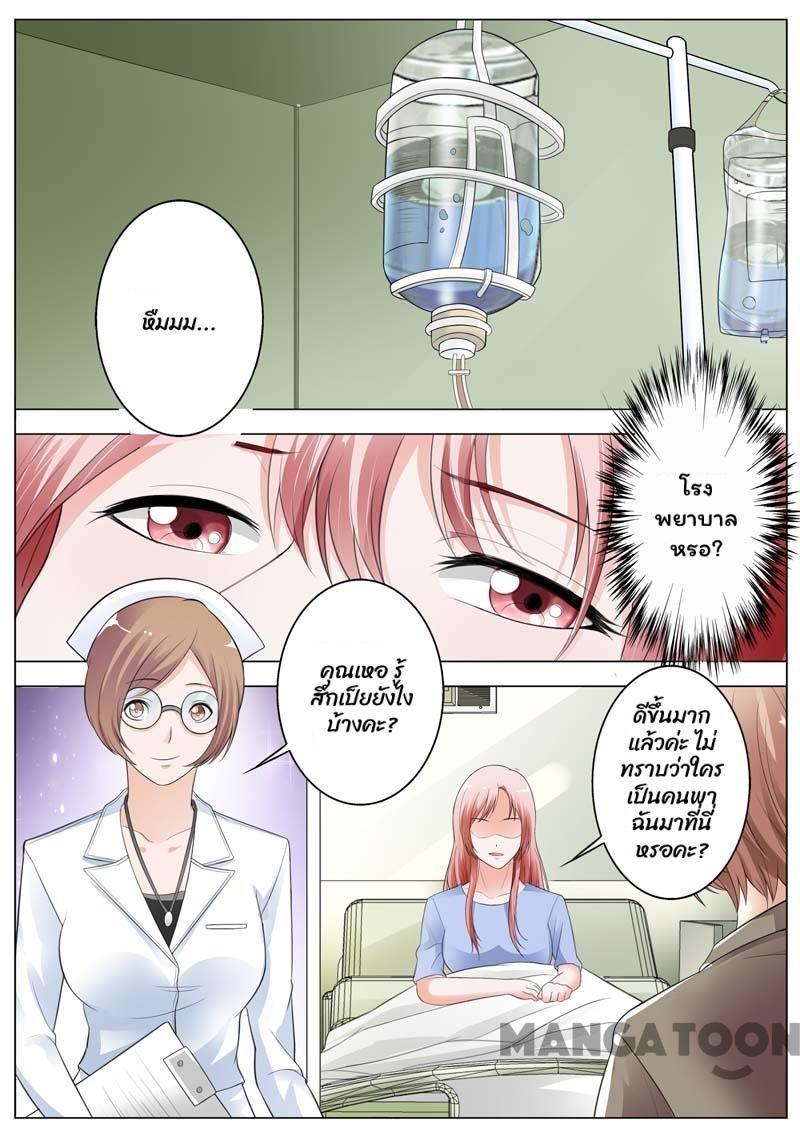 หืมมม...
โรง
พยาบาล
หรอ?
คุณเหอ รู้
สึกเป็ยยังไง
บ้างคะ?
ดีขึ้นมาก
แล้วค่ะ ไม่
ทราบว่าใคร
เป็นคนพา
ฉันมาที่นี่
หรอคะ?
MANGATOON